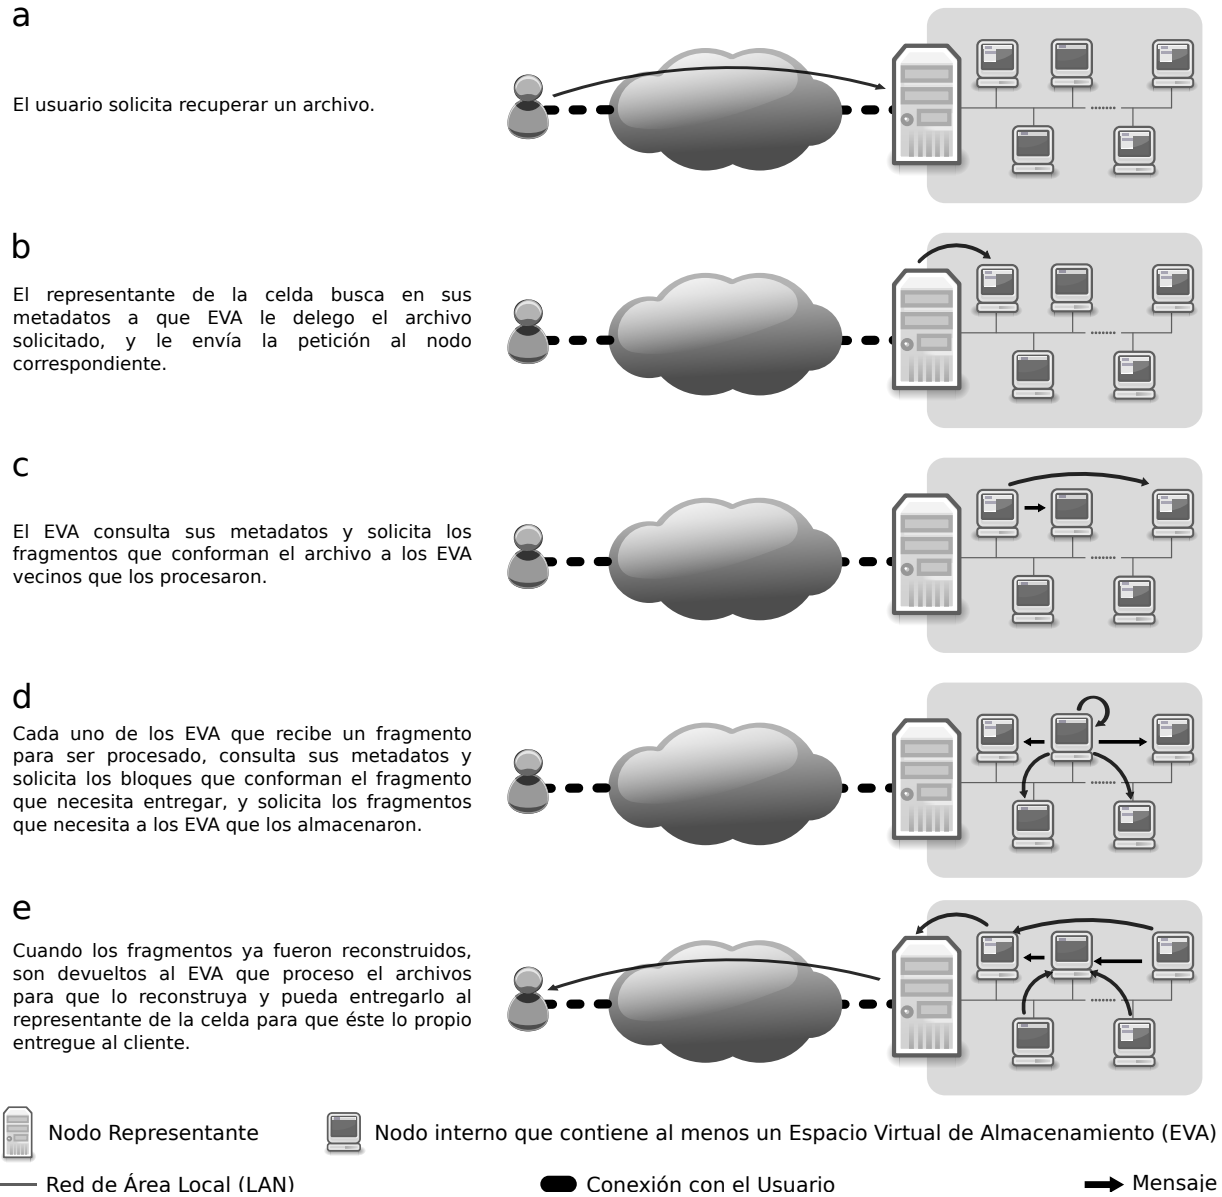 a
El usuario solicita recuperar un archivo.
b
El representante de la celda busca en sus
metadatos a que EVA le delego el archivo
solicitado, y le envía la petición al nodo
correspondiente.
c
El EVA consulta sus metadatos y solicita los
fragmentos que conforman el archivo a los EVA
vecinos que los procesaron.
d
Cada uno de los EVA que recibe un fragmento
para ser procesado, consulta sus metadatos y
solicita los bloques que conforman el fragmento
que necesita entregar, y solicita los fragmentos
que necesita a los EVA que los almacenaron.
e
Cuando los fragmentos ya fueron reconstruidos,
son devueltos al EVA que proceso el archivos
para que lo reconstruya y pueda entregarlo al
representante de la celda para que éste lo propio
entregue al cliente.
Nodo Representante
Nodo interno que contiene al menos un Espacio Virtual de Almacenamiento (EVA)
Red de Área Local (LAN)
Conexión con el Usuario
Mensaje